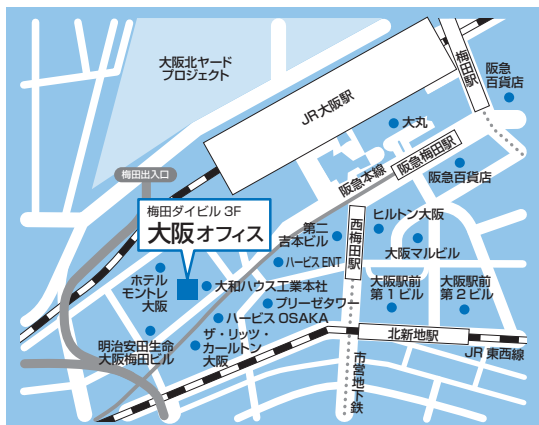 大阪北ヤード
プロジェクト
JR大阪駅
梅田駅
阪急
百貨店
大丸
阪急梅田駅
阪急本線
阪急百貨店
梅田出入口
梅田ダイビル 3F
大阪オフィス
第二
吉本ビル
西梅田駅
ヒルトン大阪
大阪マルビル
ハービス ENT
ホテル
モントレ
大阪
大和ハウス工業本社
ブリーゼタワー
大阪駅前
第1ビル
大阪駅前
第2ビル
ハービス OSAKA
明治安田生命
大阪梅田ビル
ザ・リッツ・
カールトン
大阪
北新地駅
JR 東西線
市営地下鉄